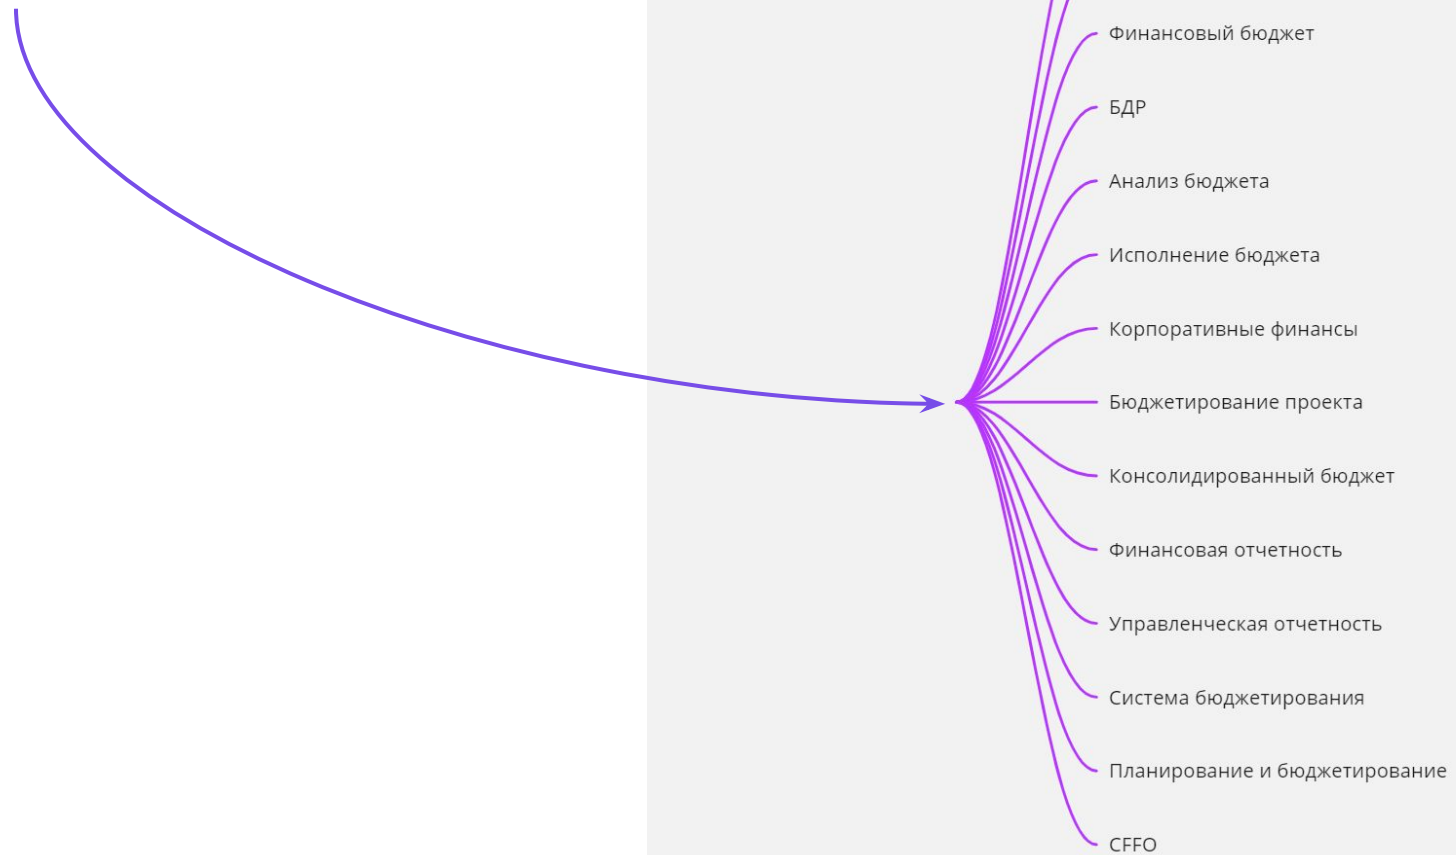 Финансовый бюджет
БДР
Анализ бюджета
Исполнение бюджета
Корпоративные финансы
Бюджетирование проекта
Консолидированный бюджет
Финансовая отчетность
Управленческая отчетность
Система бюджетирования
Планирование и бюджетирование
CFFO